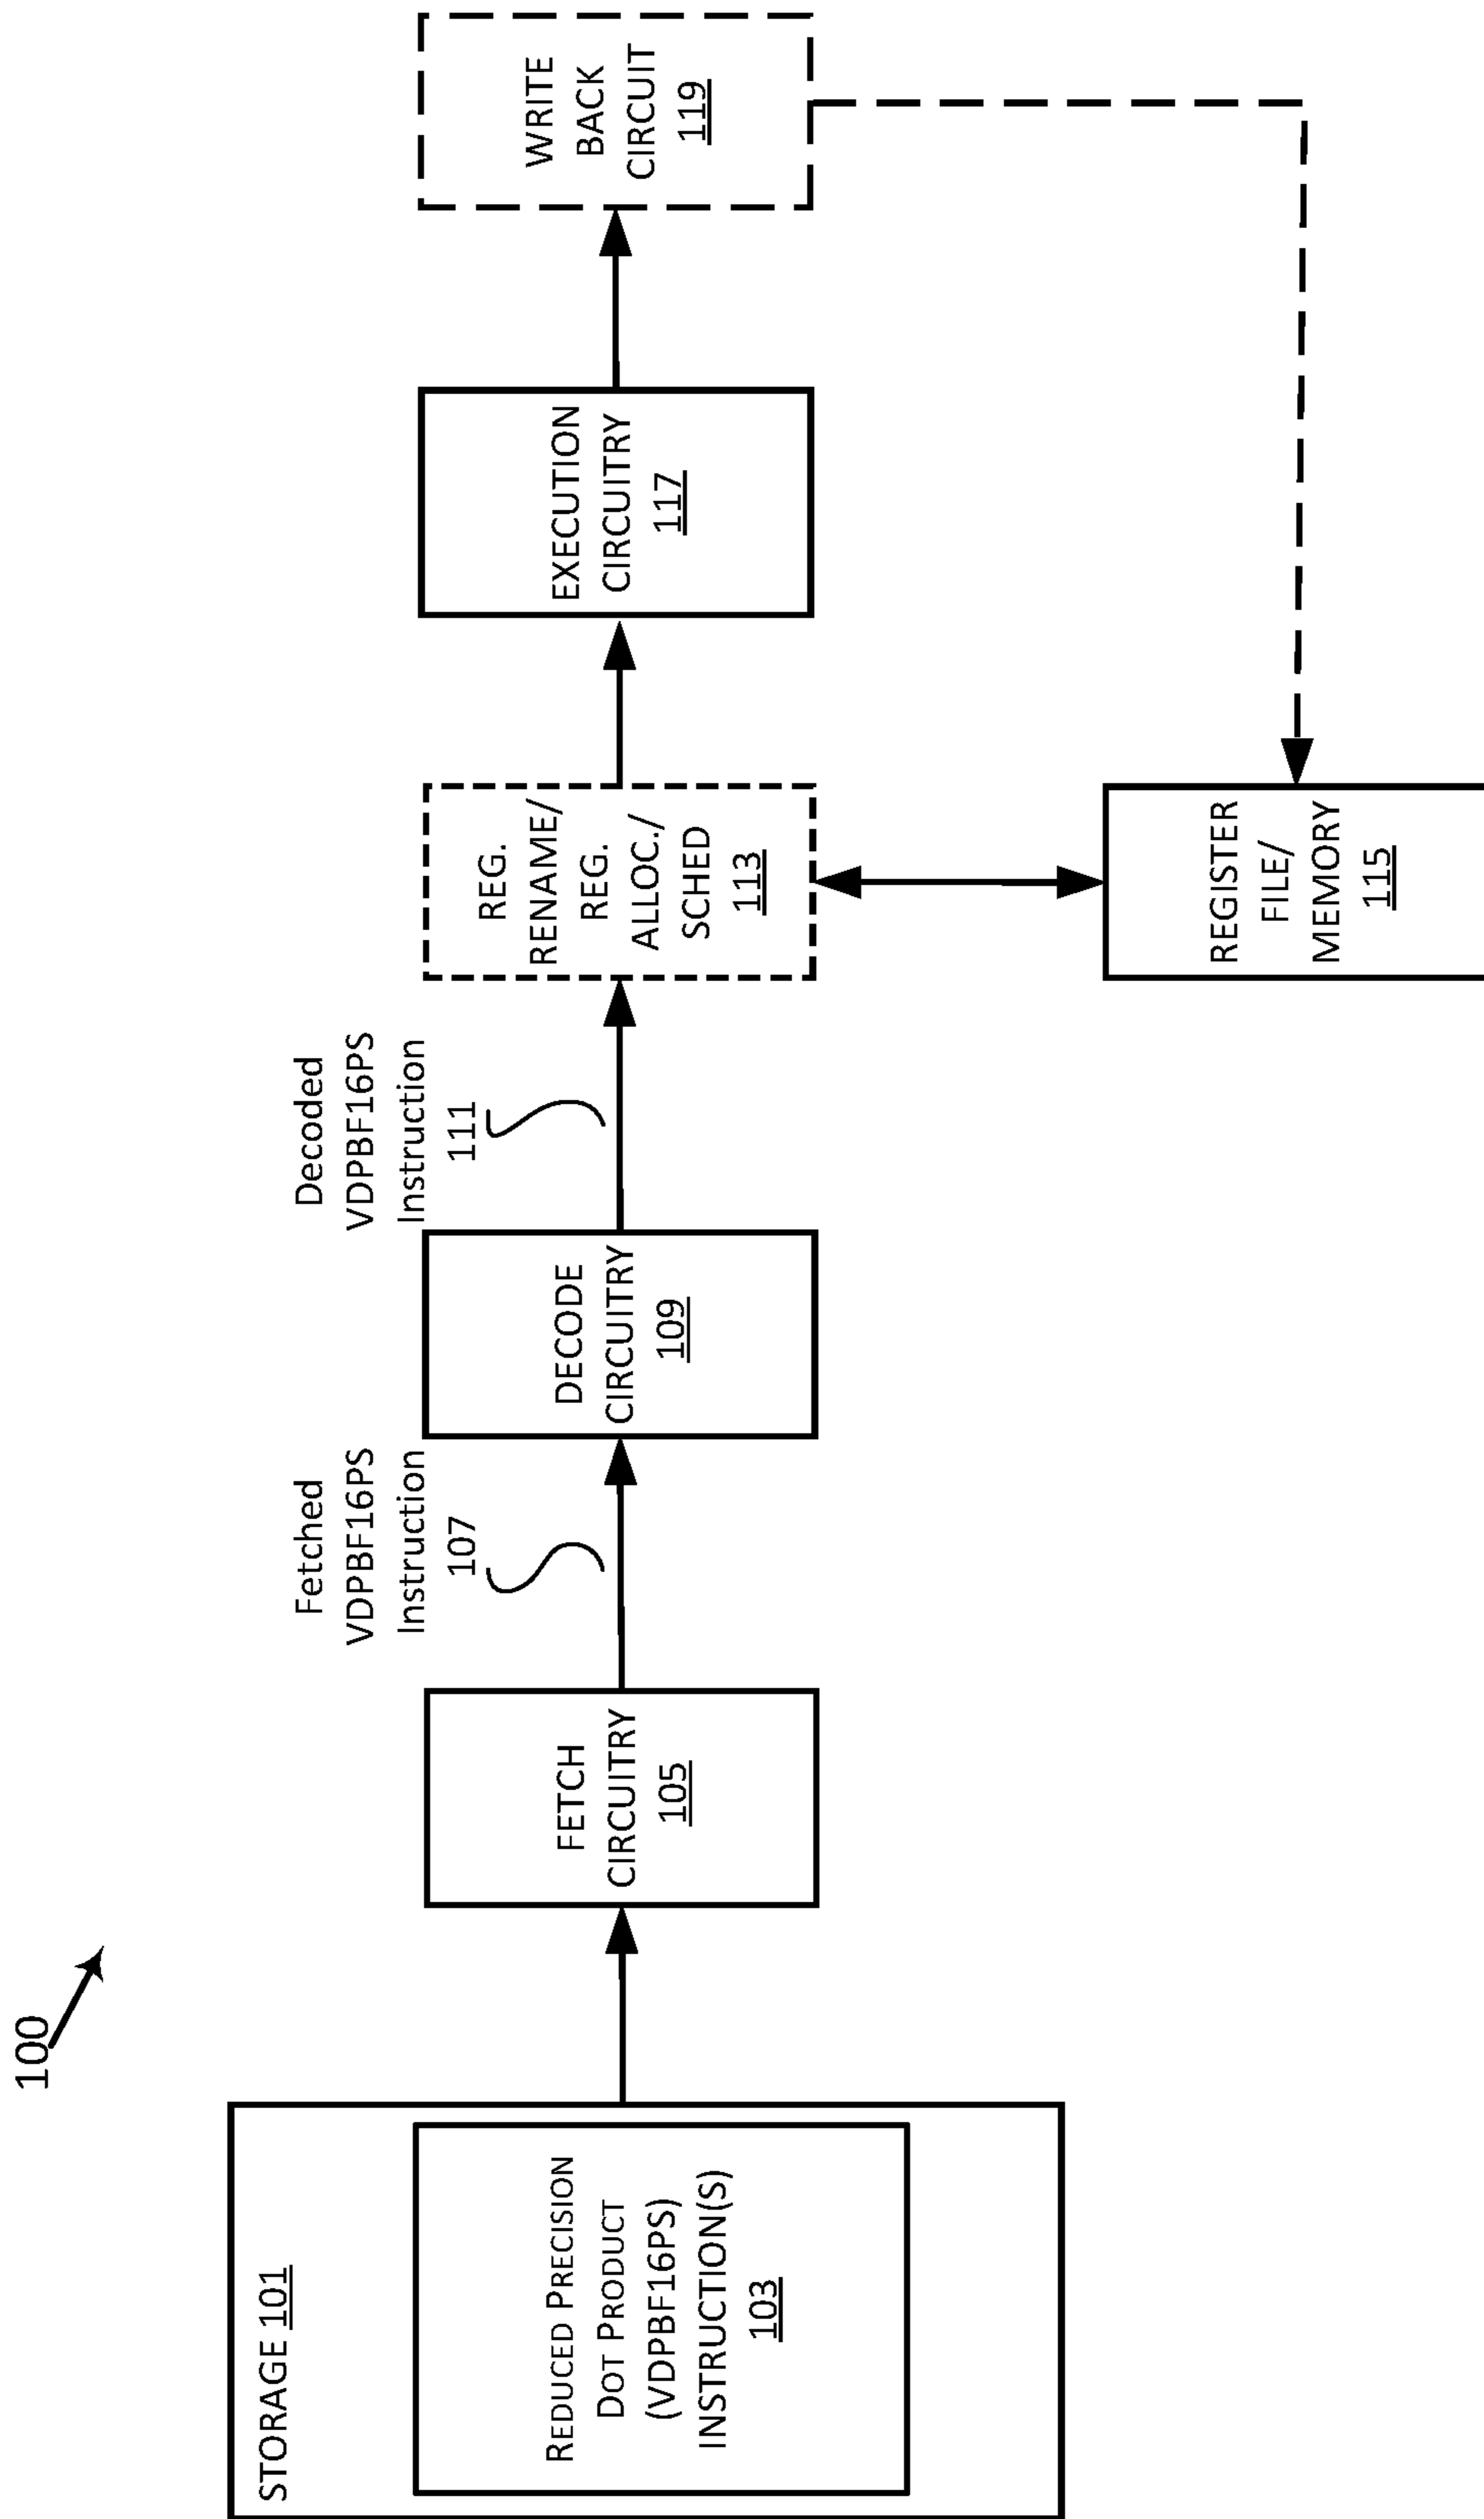 100
STORAGE 101
REDUCED PRECISION
DOT PRODUCT
(VDPBF16PS)
INSTRUCTION(S)
103
FETCH
CIRCUITRY
105
Fetched
VDPBF16PS
Instruction
107
DECODE
CIRCUITRY
109
Decoded
VDPBF16PS
Instruction
111
REG.
RENAME/
REG.
ALLOC./
SCHED
113
REGISTER
FILE/
MEMORY
115
EXECUTION
CIRCUITRY
117
WRITE
BACK
CIRCUIT
119